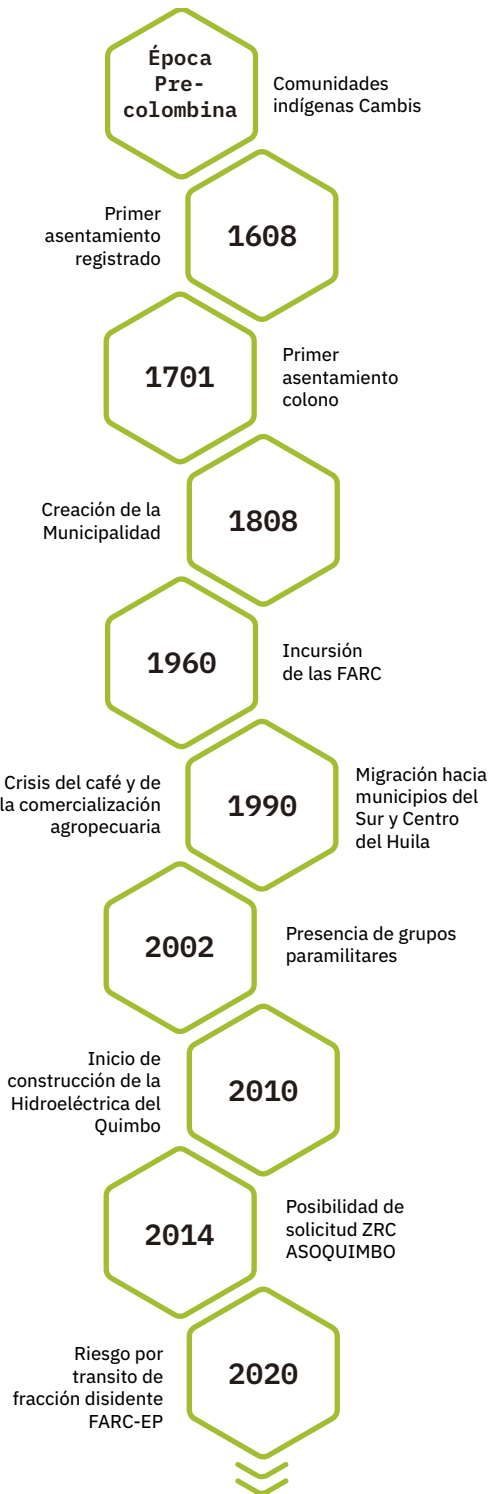 Época
Pre-
colombina
Comunidades
indígenas Cambis
Primer
asentamiento
registrado
1608
1701
Primer
asentamiento
colono
Creación de la
Municipalidad
1808
1960
Incursión
de las FARC
Crisis del café y de
la comercialización
agropecuaria
1990
Migración hacia
municipios del
Sur y Centro
del Huila
2002
Presencia de grupos
paramilitares
Inicio de
construcción de la
Hidroeléctrica del
Quimbo
2010
2014
Posibilidad de
solicitud ZRC
ASOQUIMBO
Riesgo por
transito de
fracción disidente
FARC-EP
2020